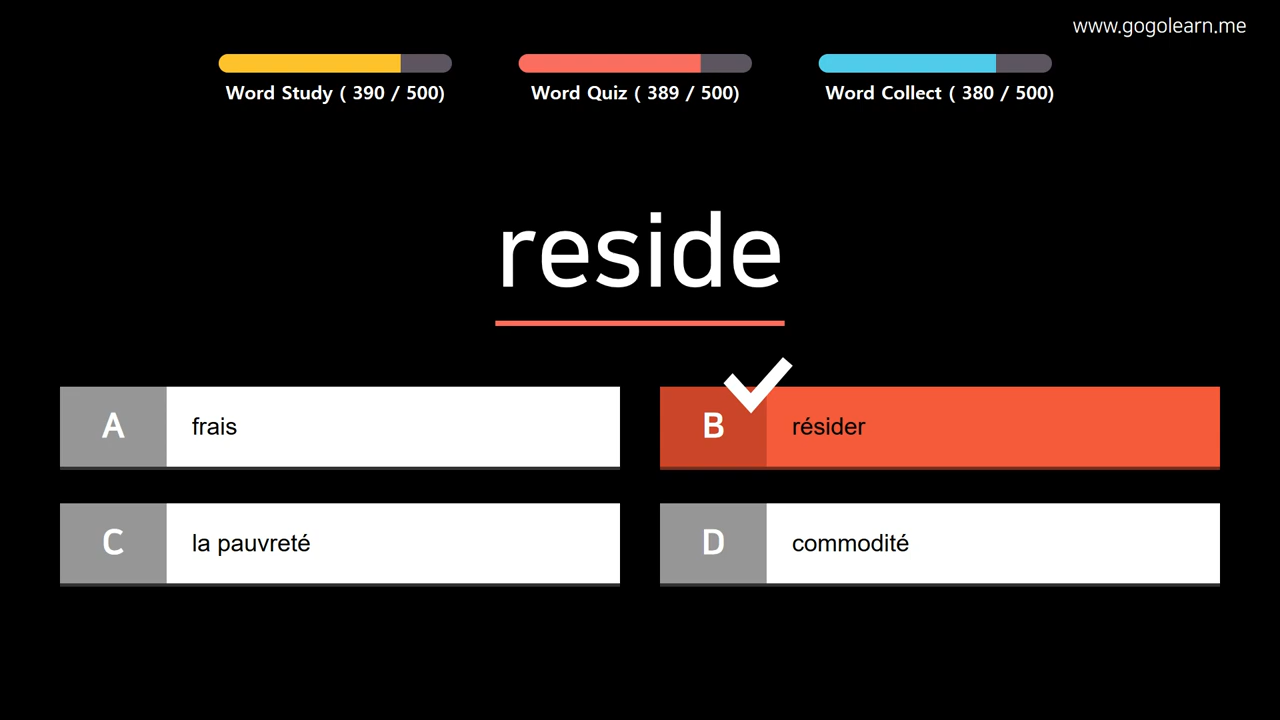 www.gogolearn.me
Word Study ( 390 / 500)
Word Quiz ( 389 / 500)
Word Collect ( 380 / 500)
reside
A frais
B résider
C la pauvreté
D commodité